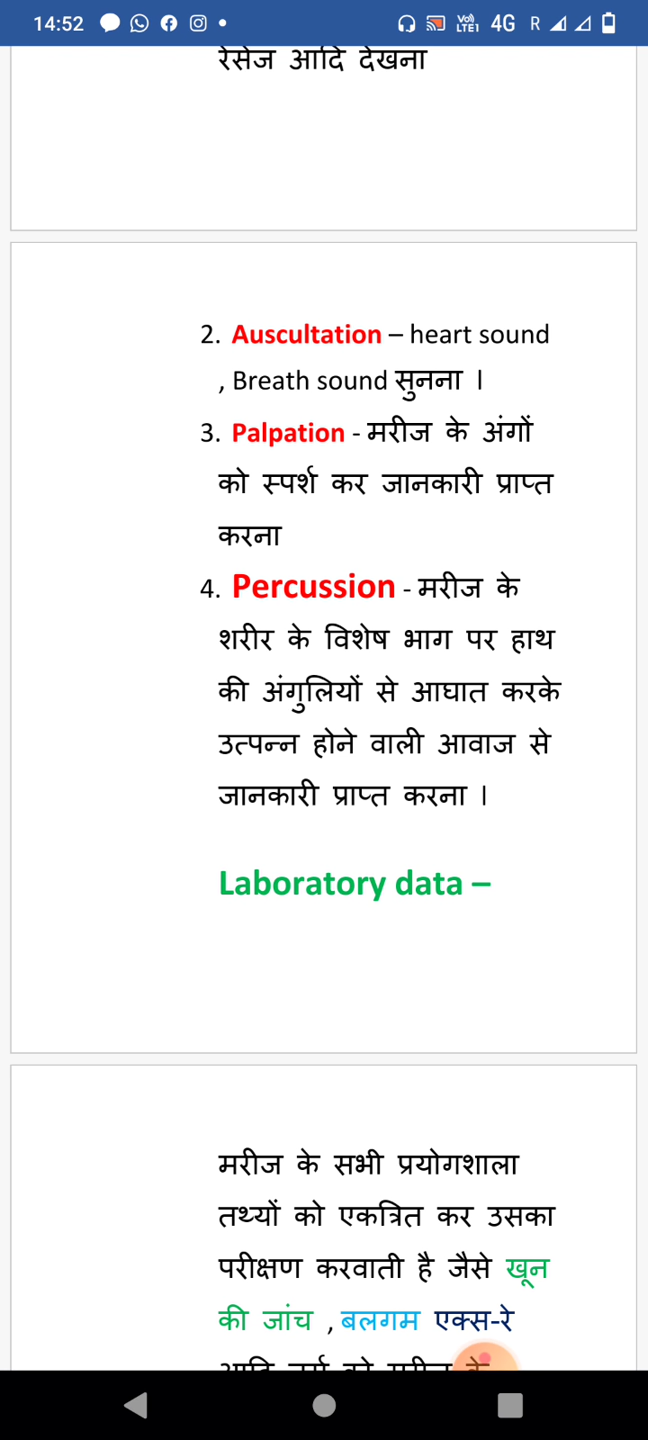 14:52
Vo) LTE1 4G R
रेसेज आदि देखना
2. Auscultation – heart sound
, Breath sound सुनना ।
3. Palpation - मरीज के अंगों
को स्पर्श कर जानकारी प्राप्त
करना
4. Percussion - मरीज के
शरीर के विशेष भाग पर हाथ
की अंगुलियों से आघात करके
उत्पन्न होने वाली आवाज से
जानकारी प्राप्त करना ।
Laboratory data –
मरीज के सभी प्रयोगशाला
तथ्यों को एकत्रित कर उसका
परीक्षण करवाती है जैसे खून
की जांच , बलगम एक्स-रे